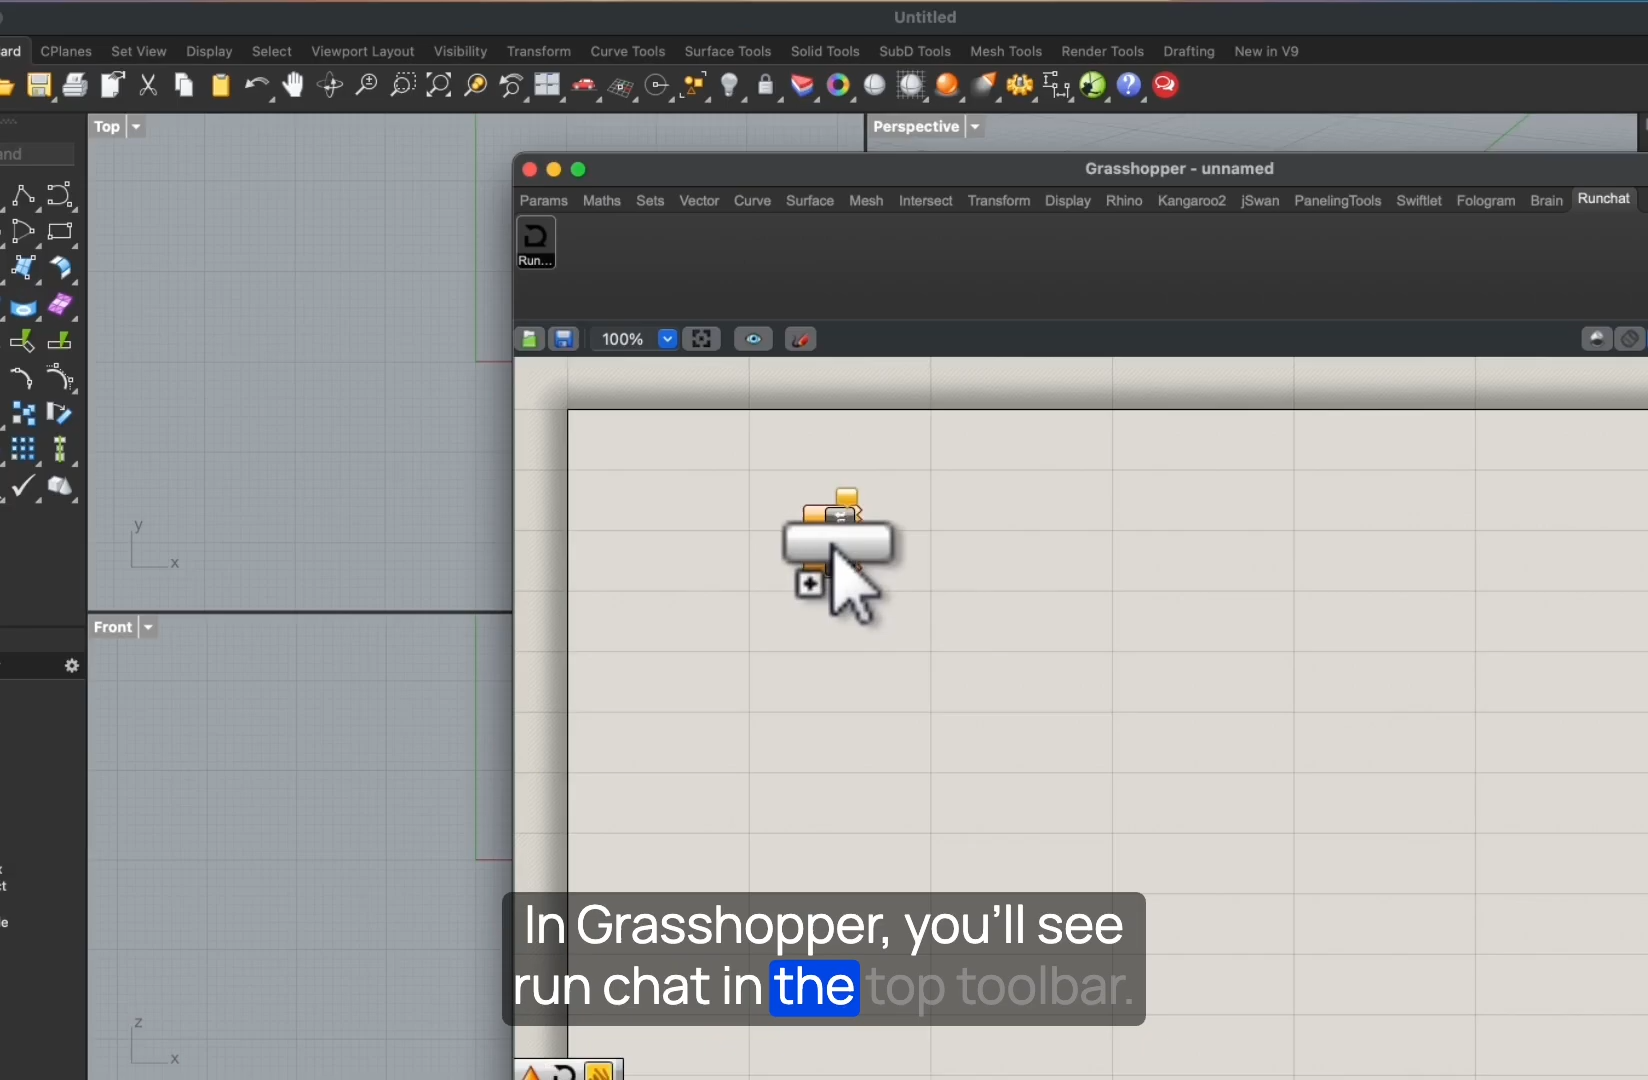 Untitled
ard CPlanes Set View Display Select Viewport Layout Visibility Transform Curve Tools Surface Tools Solid Tools SubD Tools Mesh Tools Render Tools Drafting New in V9
Top
Perspective
and
Grasshopper - unnamed
Params Maths Sets Vector Curve Surface Mesh Intersect Transform Display Rhino Kangaroo2 jSwan PanelingTools Swiftlet Fologram Brain Runchat
Run...
100%
y
x
Front
ct
le
z
x
In Grasshopper, you'll see
run chat in the top toolbar.